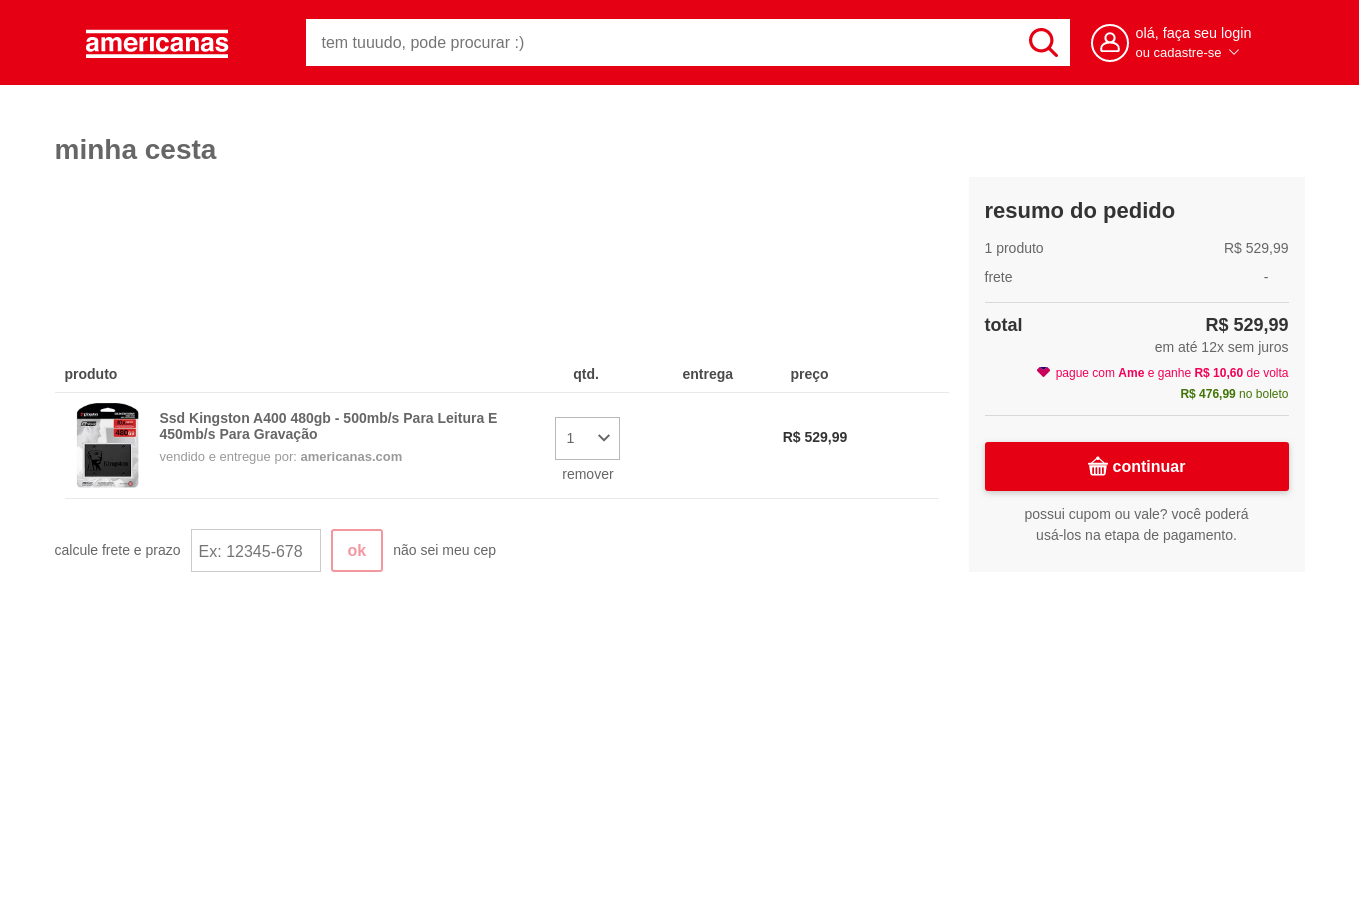 americanas
tem tuuudo, pode procurar :)
olá, faça seu login
ou cadastre-se
minha cesta
resumo do pedido
1 produto R$ 529,99
frete -
total R$ 529,99
em até 12x sem juros
pague com Ame e ganhe R$ 10,60 de volta
R$ 476,99 no boleto
continuar
possui cupom ou vale? você poderá
usá-los na etapa de pagamento.
produto qtd. entrega preço
Ssd Kingston A400 480gb - 500mb/s Para Leitura E
450mb/s Para Gravação
vendido e entregue por: americanas.com
1
remover
R$ 529,99
Kingston
calcule frete e prazo Ex: 12345-678 ok não sei meu cep